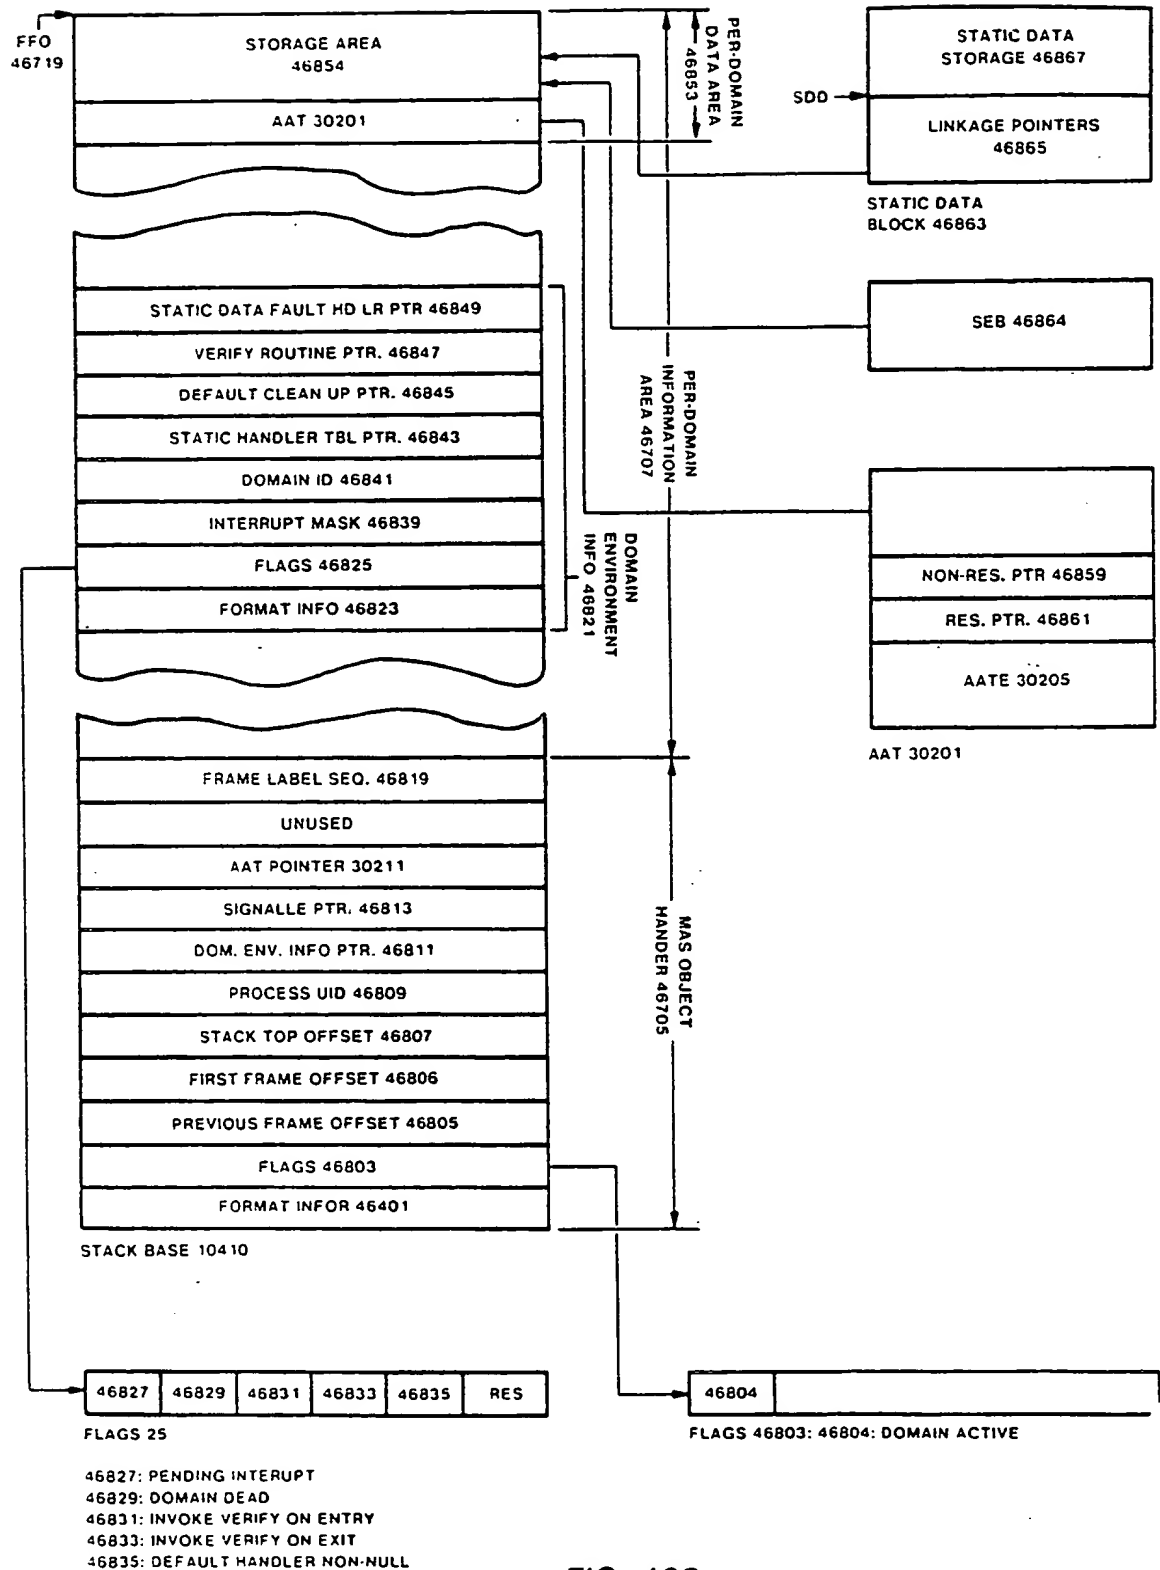 FFO
46719
STORAGE AREA
46854
AAT 30201
PER-DOMAIN
DATA AREA
46853
STATIC DATA
STORAGE 46867
SDD
LINKAGE POINTERS
46865
STATIC DATA
BLOCK 46863
STATIC DATA FAULT HD LR PTR 46849
VERIFY ROUTINE PTR. 46847
DEFAULT CLEAN UP PTR. 46845
STATIC HANDLER TBL PTR. 46843
DOMAIN ID 46841
INTERRUPT MASK 46839
FLAGS 46825
FORMAT INFO 46823
DOMAIN
ENVIRONMENT
INFO 46821
PER-DOMAIN
INFORMATION
AREA 46707
SEB 46864
NON-RES. PTR 46859
RES. PTR. 46861
AATE 30205
AAT 30201
FRAME LABEL SEQ. 46819
UNUSED
AAT POINTER 30211
SIGNALLE PTR. 46813
DOM. ENV. INFO PTR. 46811
PROCESS UID 46809
STACK TOP OFFSET 46807
FIRST FRAME OFFSET 46806
PREVIOUS FRAME OFFSET 46805
FLAGS 46803
FORMAT INFOR 46401
STACK BASE 10410
MAS OBJECT
HANDER 46705
46827 46829 46831 46833 46835 RES
FLAGS 25
46804
FLAGS 46803: 46804: DOMAIN ACTIVE
46827: PENDING INTERUPT
46829: DOMAIN DEAD
46831: INVOKE VERIFY ON ENTRY
46833: INVOKE VERIFY ON EXIT
46835: DEFAULT HANDLER NON-NULL